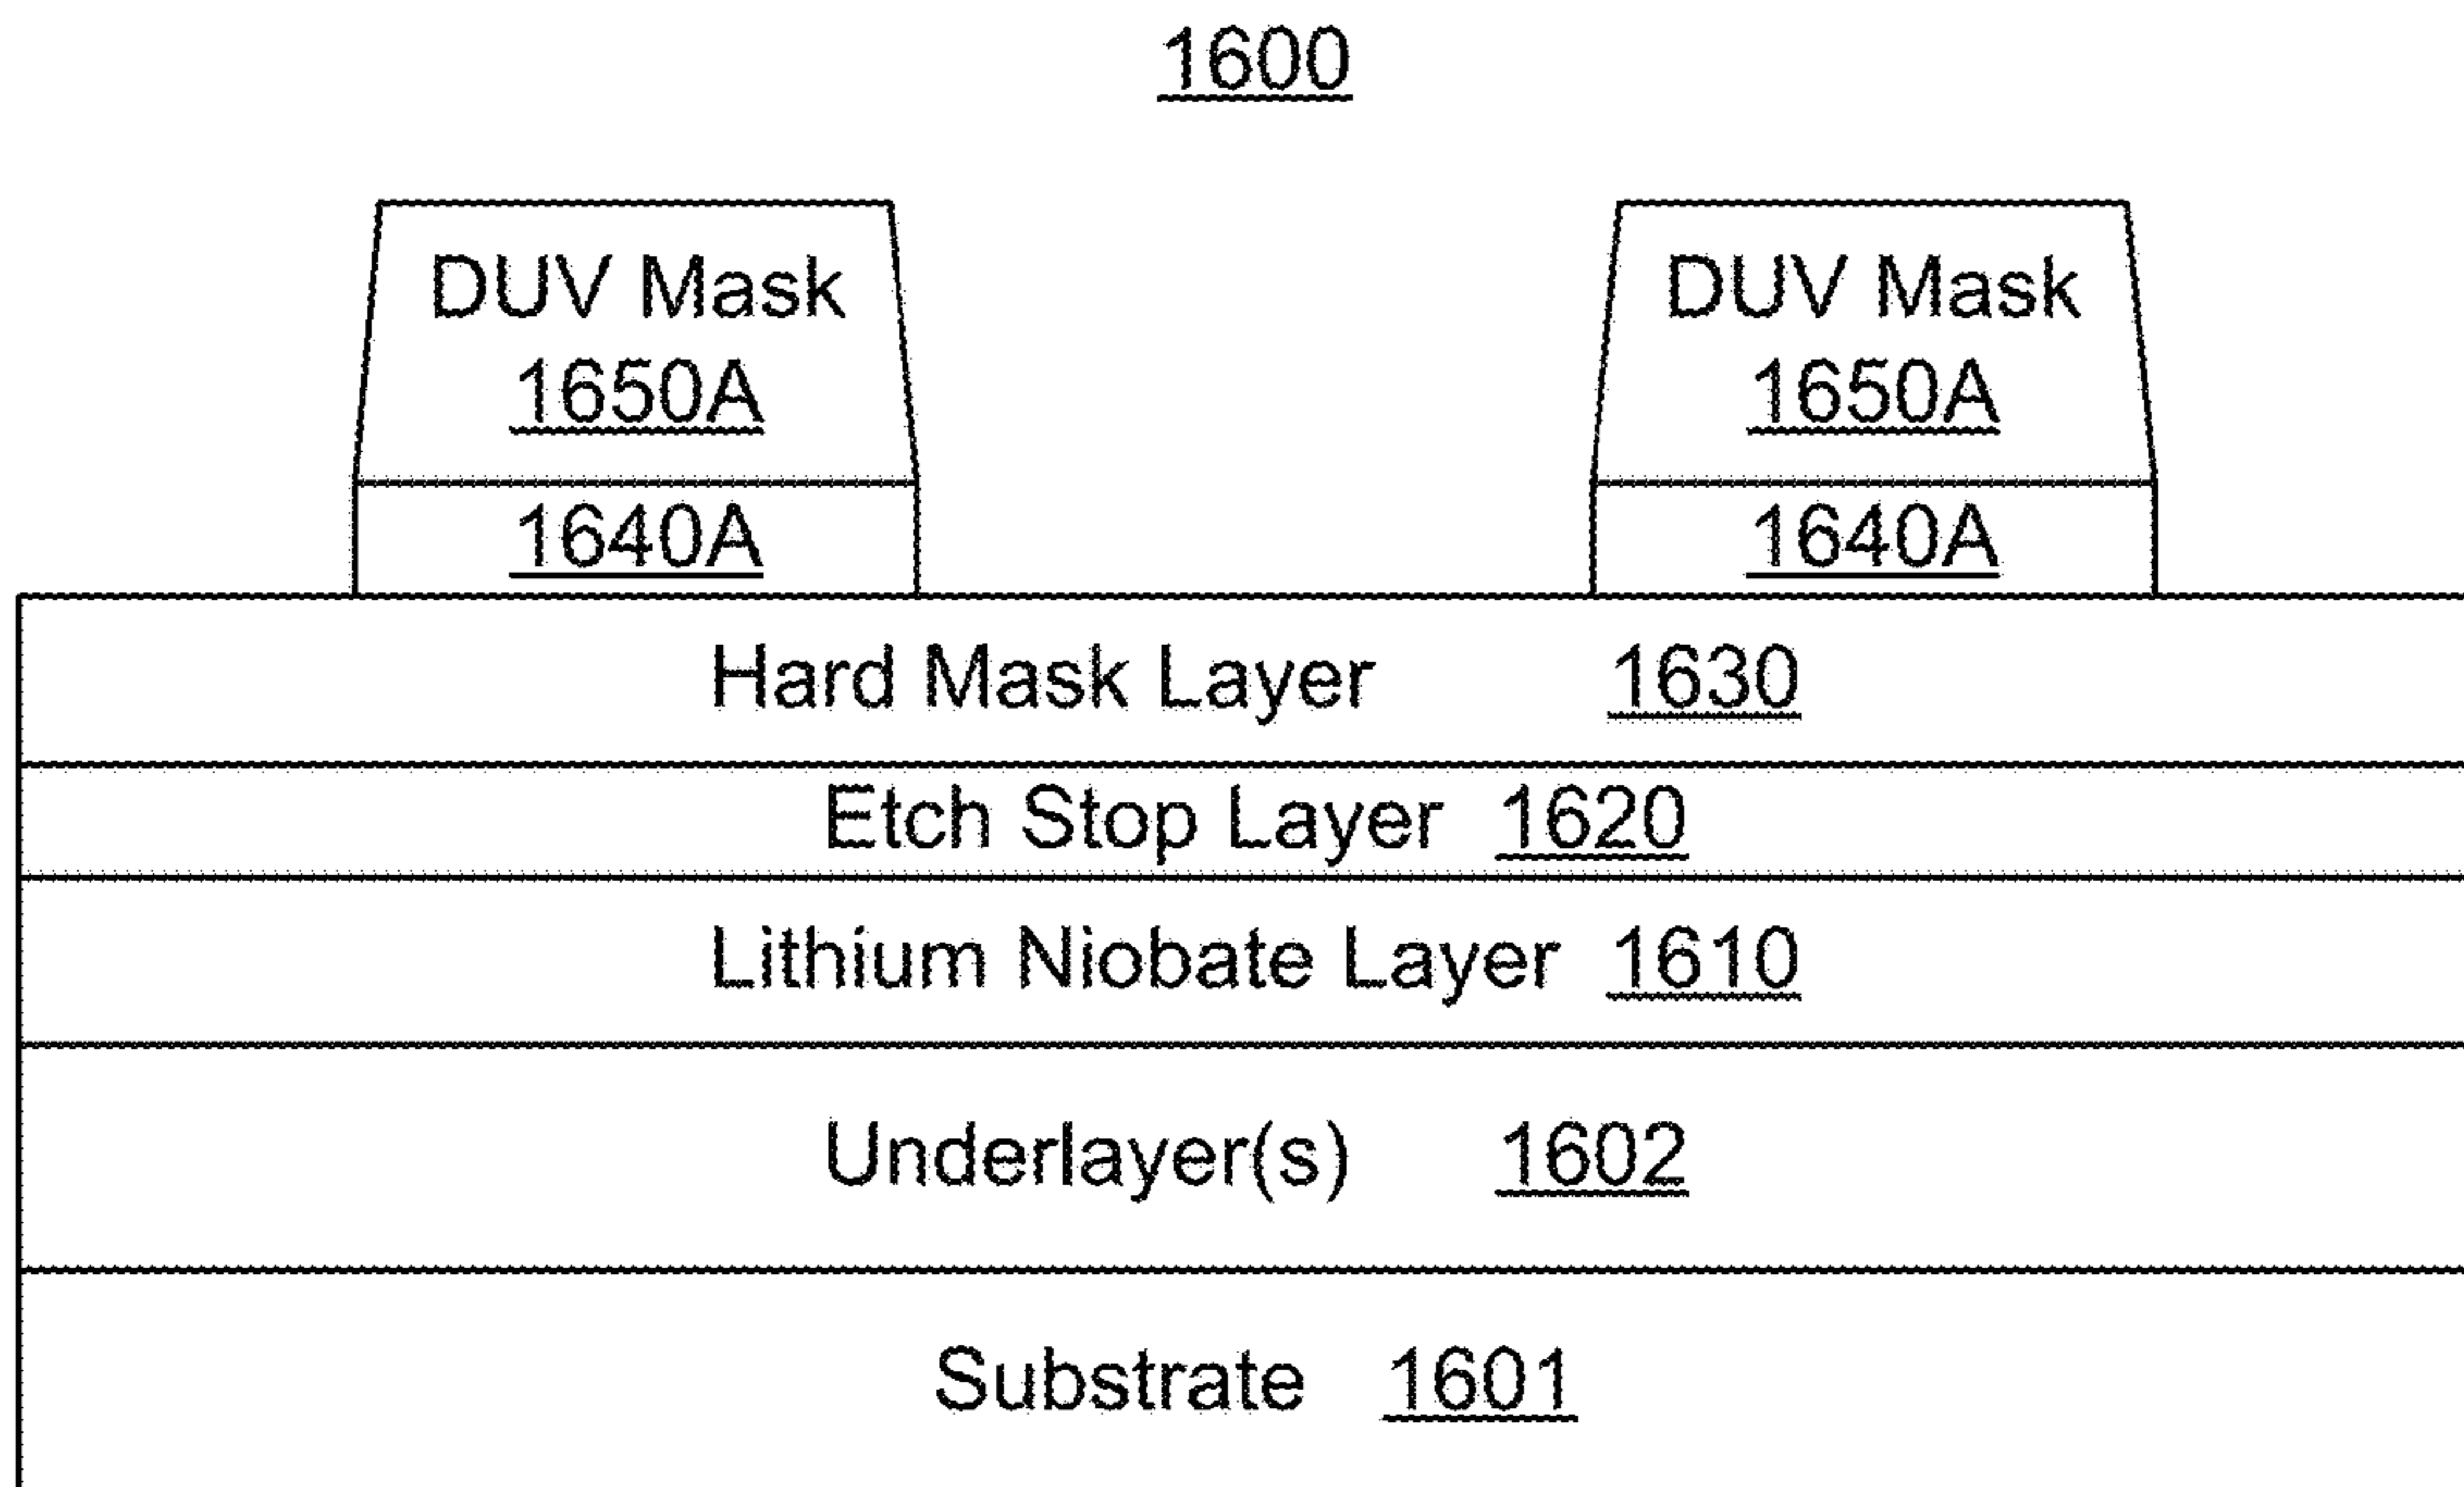 1600
DUV Mask
1650A
1640A
DUV Mask
1650A
1640A
Hard Mask Layer 1630
Etch Stop Layer 1620
Lithium Niobate Layer 1610
Underlayer(s) 1602
Substrate 1601